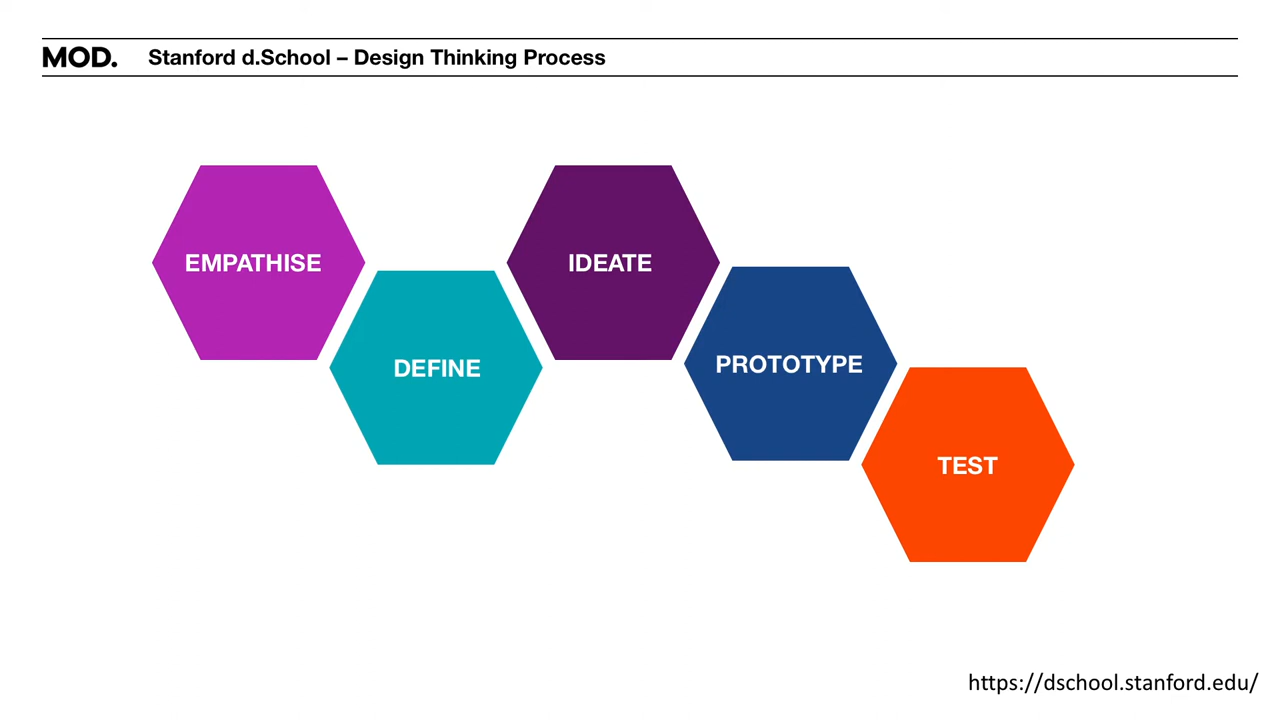 MOD. Stanford d.School – Design Thinking Process
EMPATHISE
DEFINE
IDEATE
PROTOTYPE
TEST
https://dschool.stanford.edu/